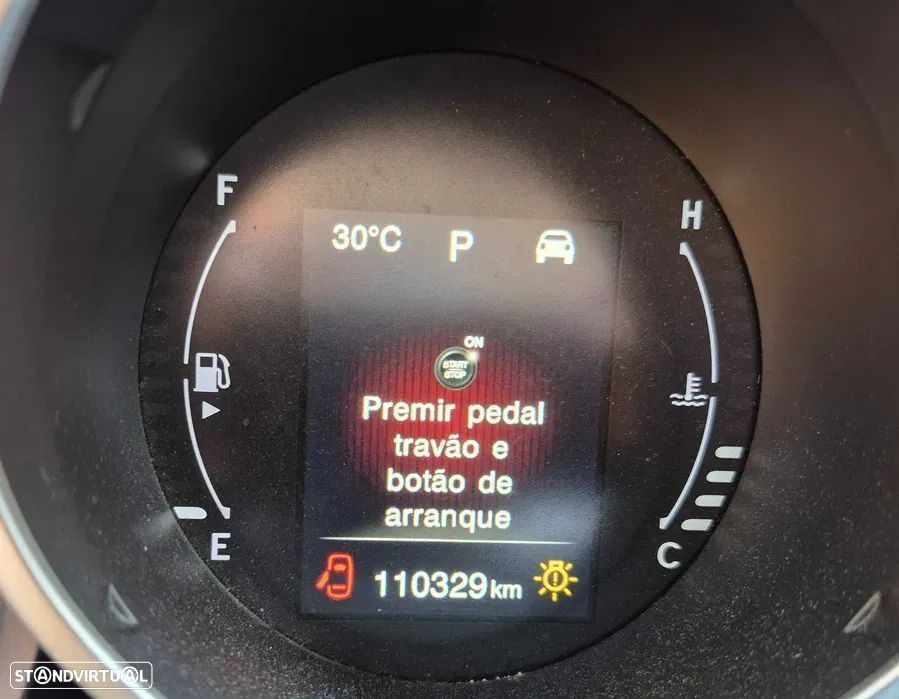 F
H
30°C P
ON
START
STOP
Premir pedal
travão e
botão de
arranque
E
C
110329km
STANDVIRTUAL